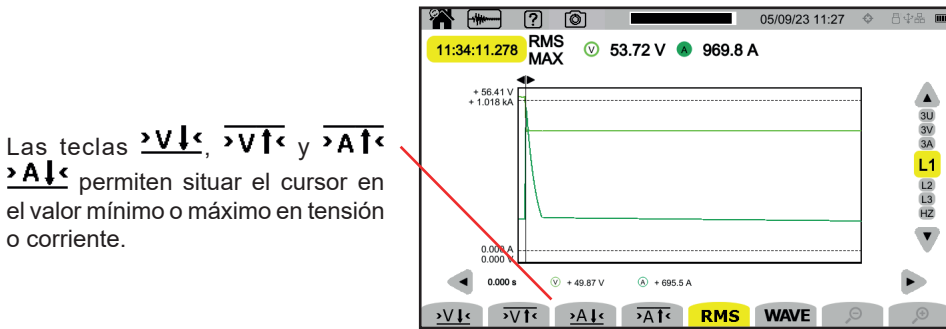 05/09/23 11:27
11:34:11.278 RMS MAX V 53.72 V A 969.8 A
+ 56.41 V
+ 1.018 kA
3U
3V
3A
L1
L2
L3
HZ
Las teclas >V↓<, >V↑< y >A↑<
>A↓< permiten situar el cursor en
el valor mínimo o máximo en tensión
o corriente.
0.000 A
0.000 V
0.000 s V + 49.87 V A + 695.5 A
>V↓< >V↑< >A↓< >A↑< RMS WAVE